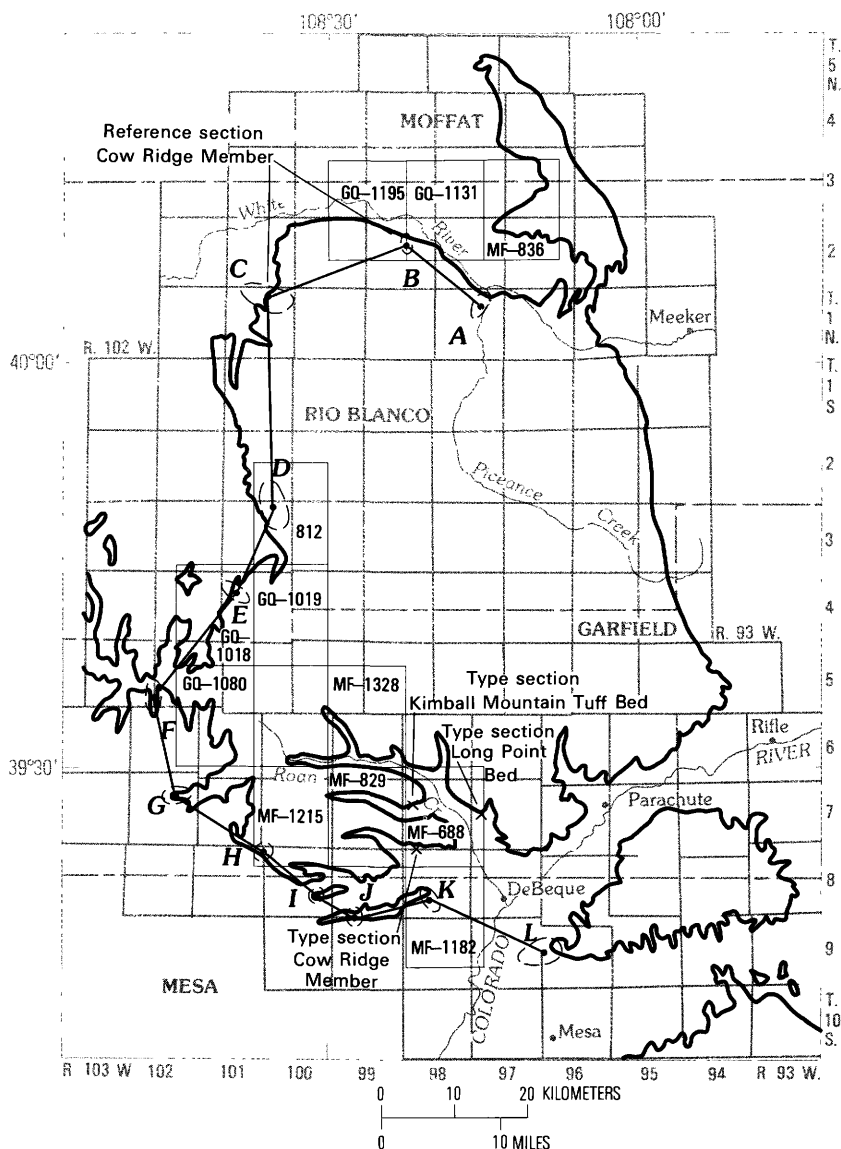 108°30'
108°00'
T.
5
N.
MOFFAT
4
Reference section
Cow Ridge Member
3
GQ–1195
GQ–1131
White
River
MF–836
2
C
B
A
T.
1
N.
Meeker
40°00'
R. 102 W.
T.
1
S
RIO BLANCO
D
2
Piceance
Creek
812
3
E
GQ–1019
4
GQ–
1018
GARFIELD
R. 93 W.
GQ–1080
MF–1328
Type section
Kimball Mountain Tuff Bed
5
F
Type section
Long Point
Bed
Rifle
RIVER
6
39°30'
Roan
Cr
MF–829
G
Parachute
7
MF–1215
MF–688
H
I
J
K
DeBeque
8
Type section
Cow Ridge
Member
MF–1182
L
9
MESA
COLORADO
Mesa
T.
10
S.
R 103 W
102
101
100
99
98
97
96
95
94
R 93 W.
0
10
20 KILOMETERS
0
10 MILES